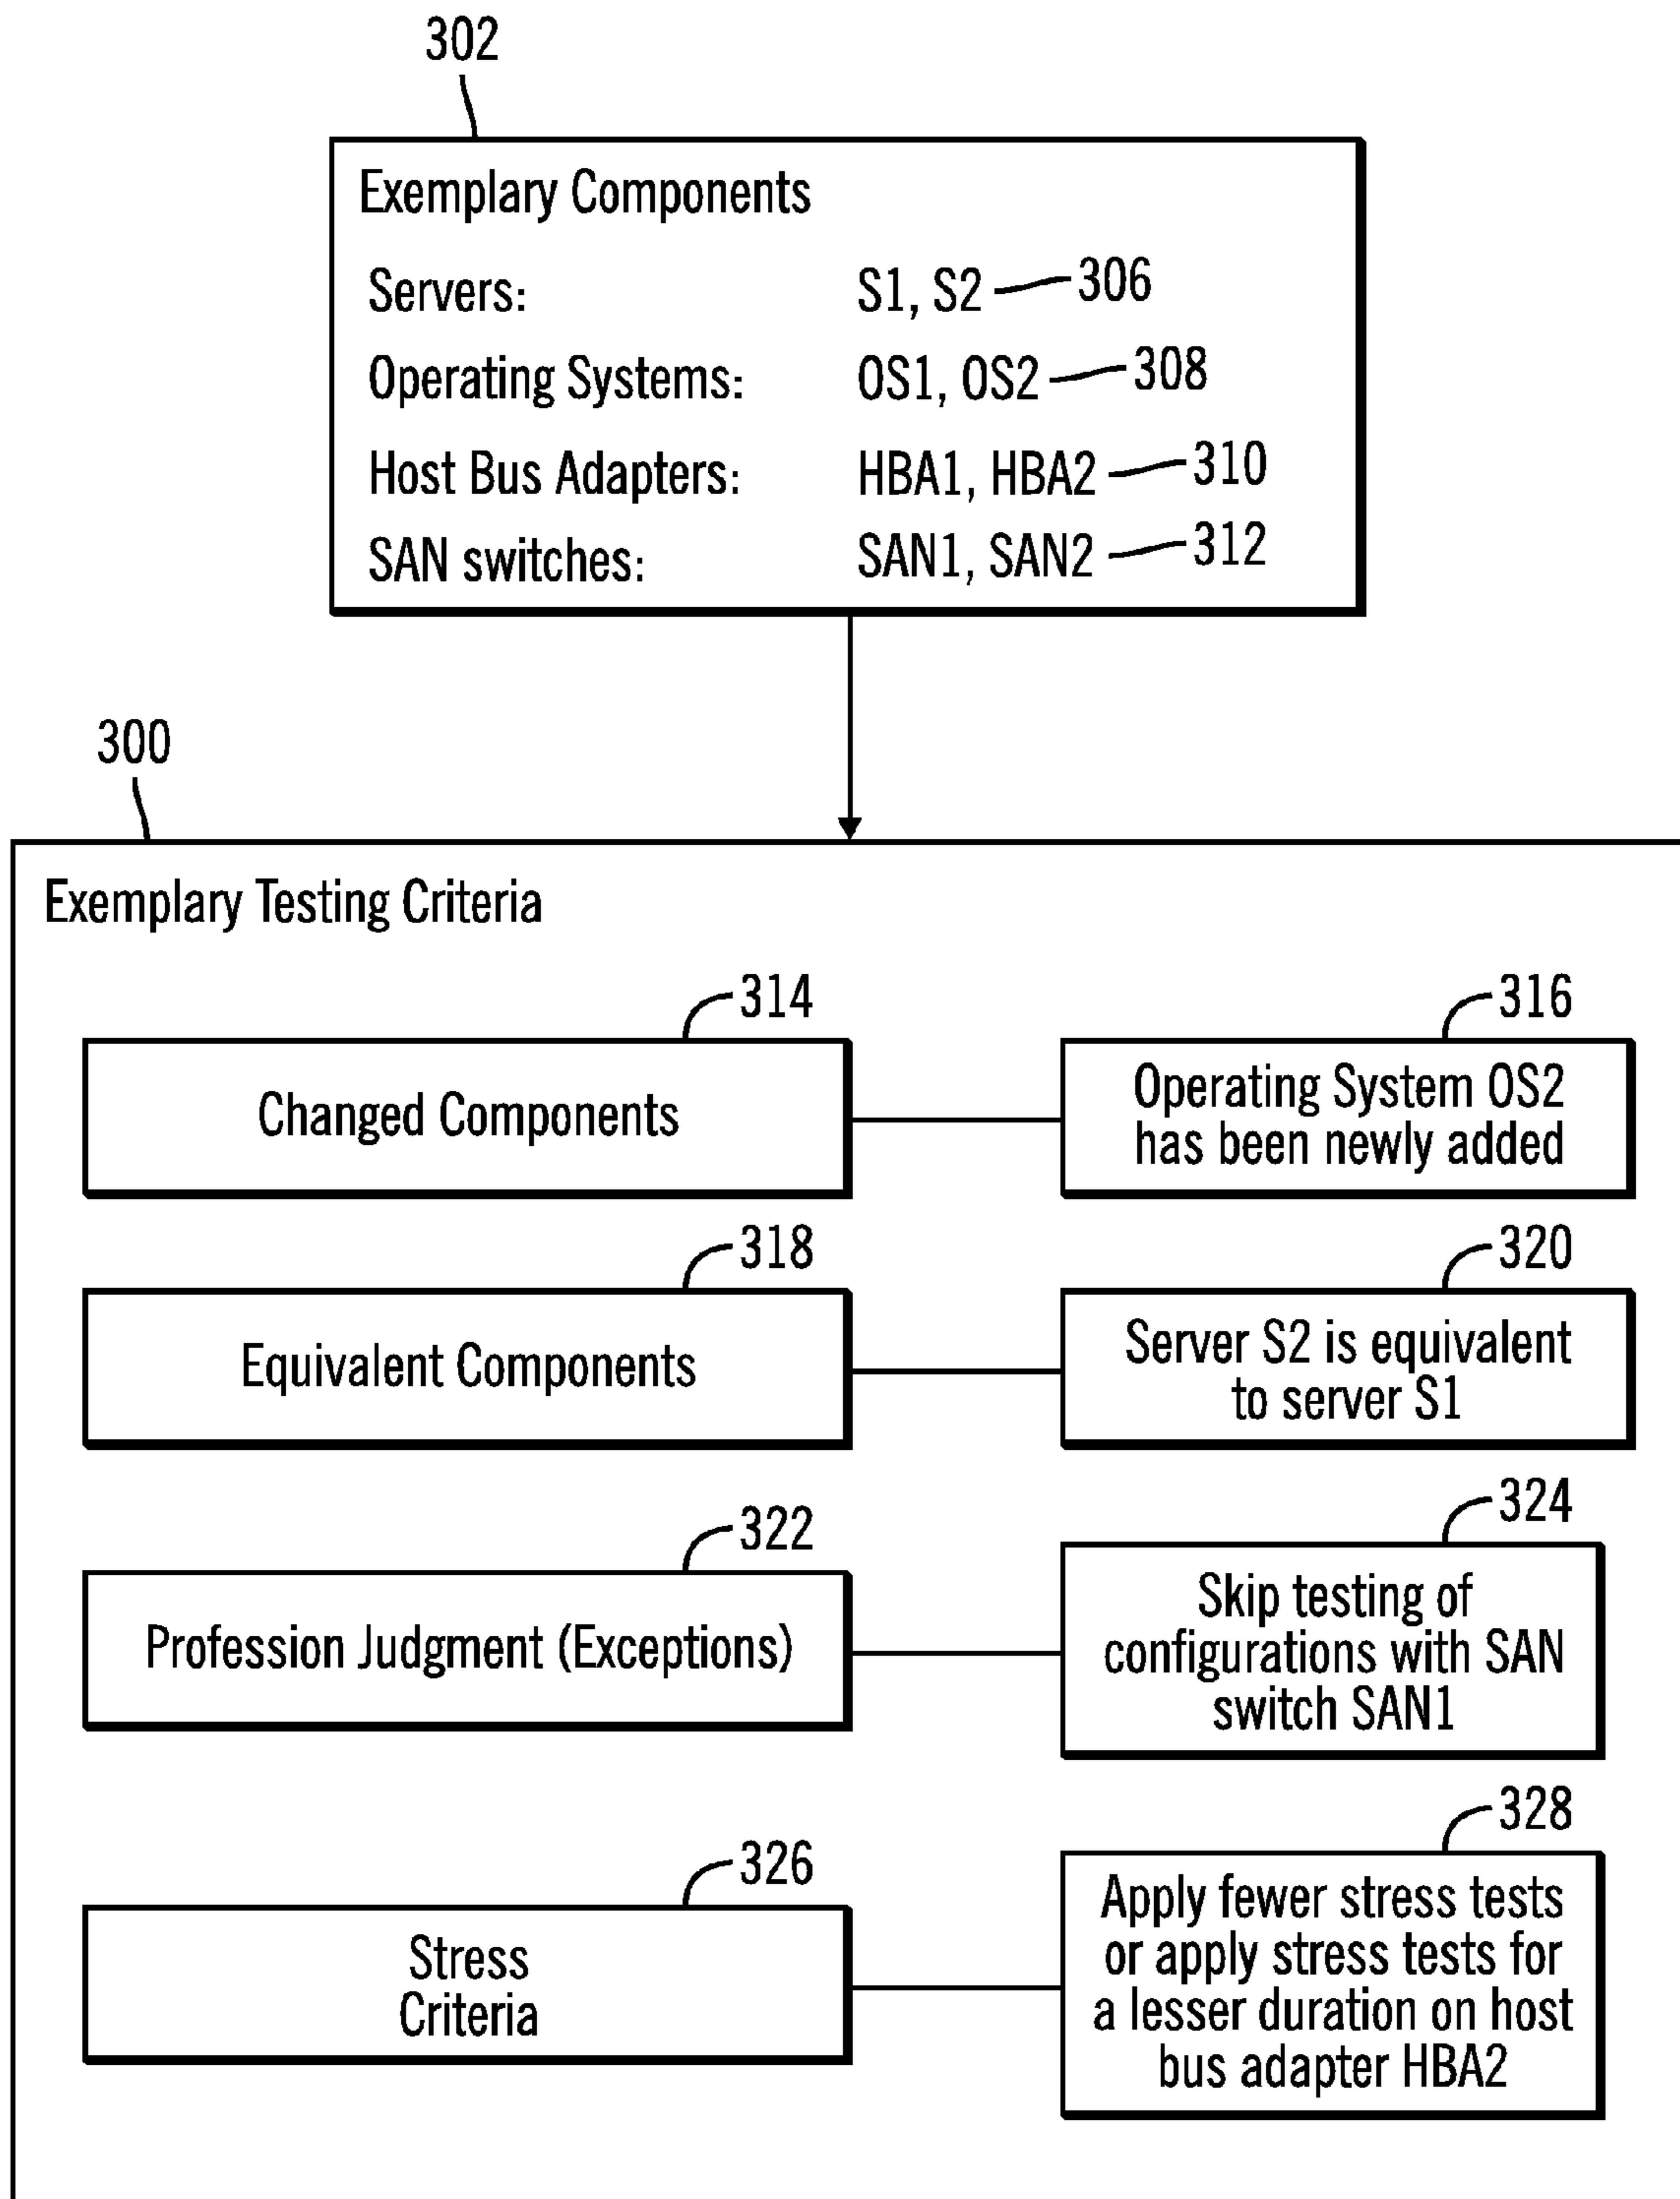 302
Exemplary Components
Servers: S1, S2 306
Operating Systems: OS1, OS2 308
Host Bus Adapters: HBA1, HBA2 310
SAN switches: SAN1, SAN2 312
300
Exemplary Testing Criteria
314
Changed Components
316
Operating System OS2
has been newly added
318
Equivalent Components
320
Server S2 is equivalent
to server S1
322
Profession Judgment (Exceptions)
324
Skip testing of
configurations with SAN
switch SAN1
326
Stress
Criteria
328
Apply fewer stress tests
or apply stress tests for
a lesser duration on host
bus adapter HBA2